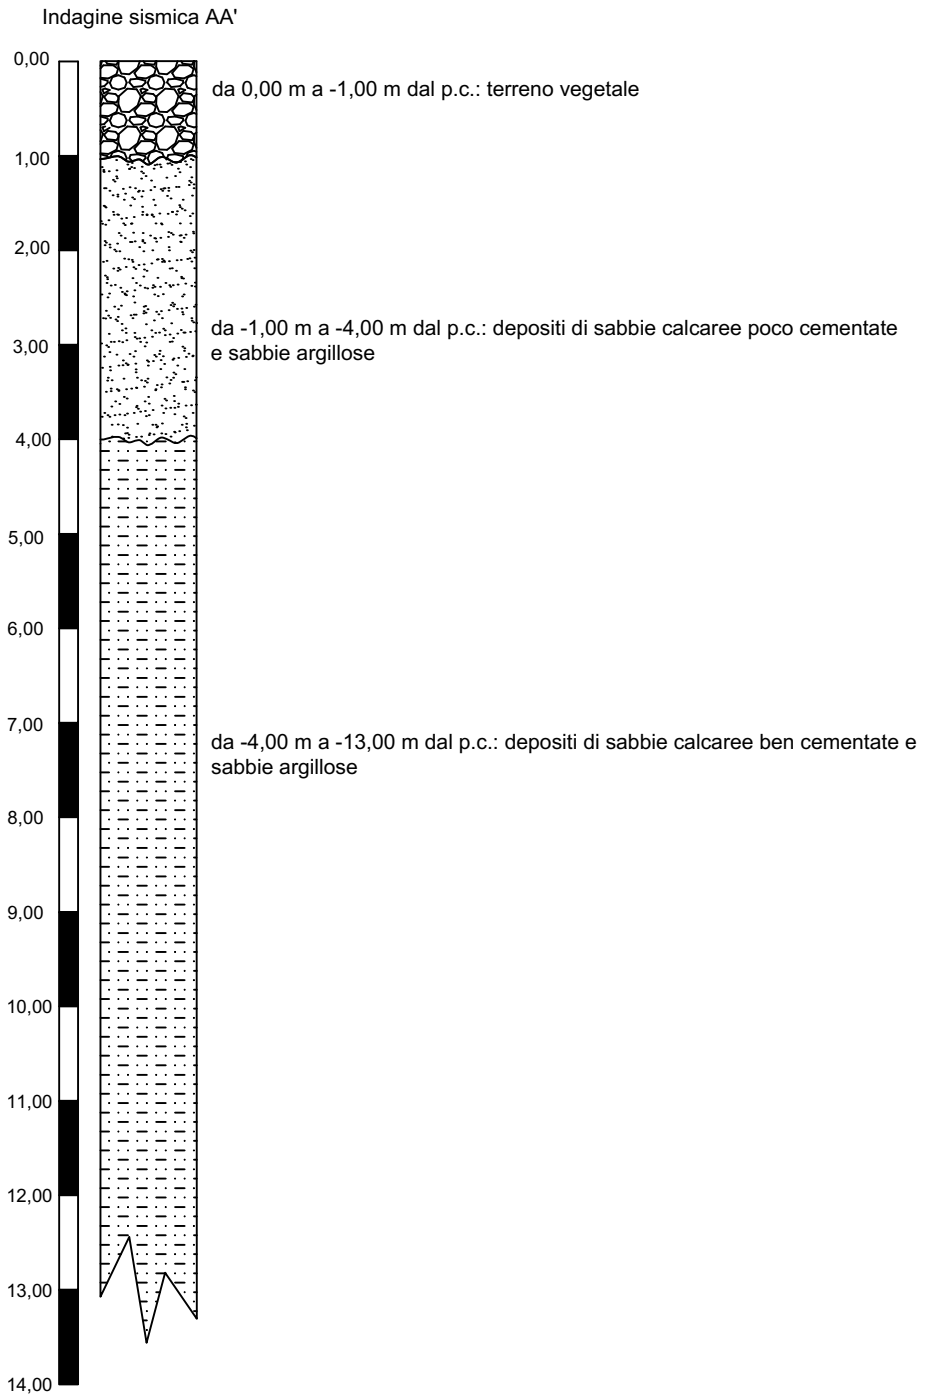 Indagine sismica AA'
0,00
da 0,00 m a -1,00 m dal p.c.: terreno vegetale
1,00
2,00
da -1,00 m a -4,00 m dal p.c.: depositi di sabbie calcaree poco cementate
e sabbie argillose
3,00
4,00
5,00
6,00
7,00
da -4,00 m a -13,00 m dal p.c.: depositi di sabbie calcaree ben cementate e
sabbie argillose
8,00
9,00
10,00
11,00
12,00
13,00
14,00